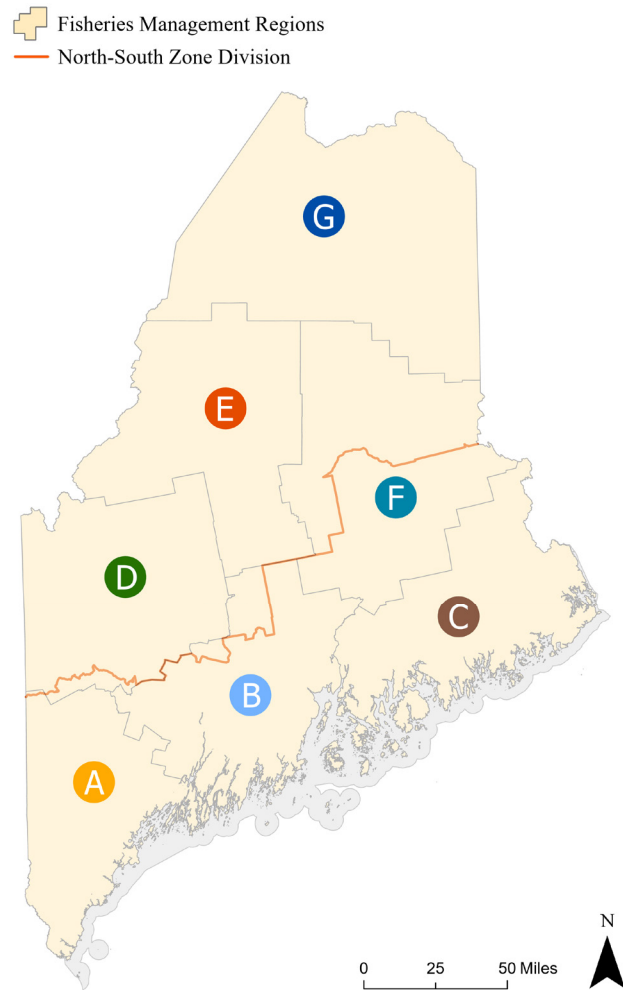 Fisheries Management Regions
North-South Zone Division
G
E
F
D
C
B
A
N
0 25 50 Miles